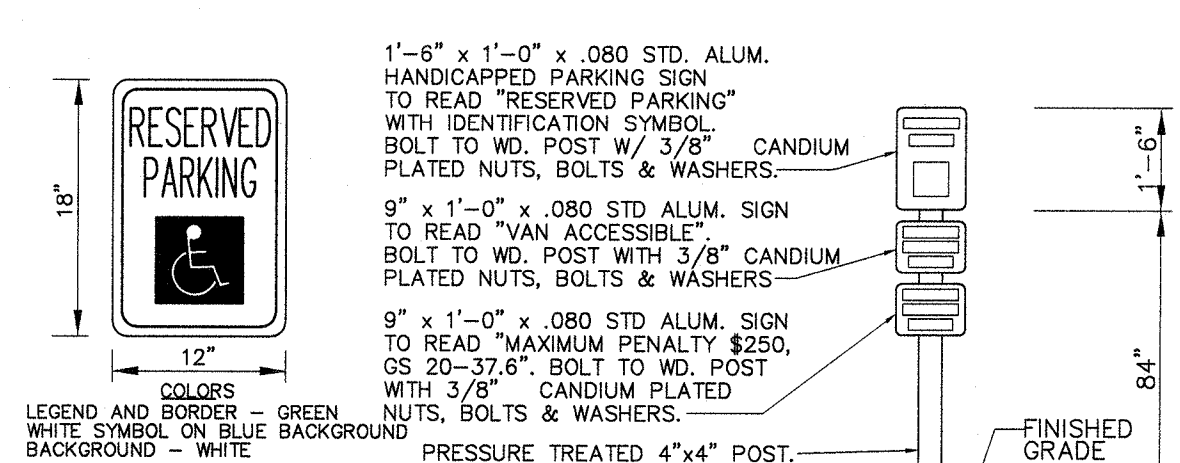 RESERVED
PARKING
18"
12"
COLORS
LEGEND AND BORDER – GREEN
WHITE SYMBOL ON BLUE BACKGROUND
BACKGROUND – WHITE
1'–6" x 1'–0" x .080 STD. ALUM.
HANDICAPPED PARKING SIGN
TO READ "RESERVED PARKING"
WITH IDENTIFICATION SYMBOL.
BOLT TO WD. POST W/ 3/8" CANDIUM
PLATED NUTS, BOLTS & WASHERS.
9" x 1'–0" x .080 STD ALUM. SIGN
TO READ "VAN ACCESSIBLE".
BOLT TO WD. POST WITH 3/8" CANDIUM
PLATED NUTS, BOLTS & WASHERS
9" x 1'–0" x .080 STD ALUM. SIGN
TO READ "MAXIMUM PENALTY $250,
GS 20–37.6". BOLT TO WD. POST
WITH 3/8" CANDIUM PLATED
NUTS, BOLTS & WASHERS.
PRESSURE TREATED 4"x4" POST.
1'–6"
84"
FINISHED
GRADE